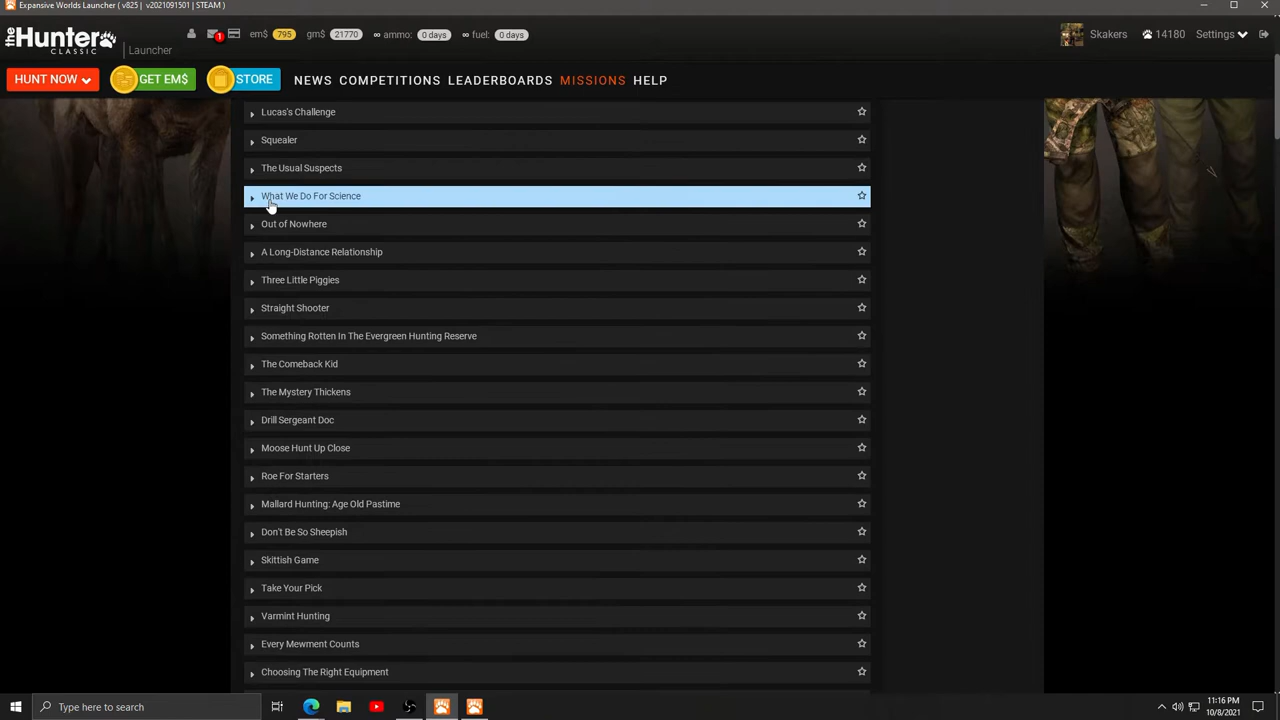 Expansive Worlds Launcher ( v825 | v2021091501 | STEAM )
theHunter CLASSIC | Launcher
1 em$ 795 gm$ 21770 ∞ ammo: 0 days ∞ fuel: 0 days Skakers 14180 Settings
HUNT NOW GET EM$ STORE NEWS COMPETITIONS LEADERBOARDS MISSIONS HELP
Lucas's Challenge
Squealer
The Usual Suspects
What We Do For Science
Out of Nowhere
A Long-Distance Relationship
Three Little Piggies
Straight Shooter
Something Rotten In The Evergreen Hunting Reserve
The Comeback Kid
The Mystery Thickens
Drill Sergeant Doc
Moose Hunt Up Close
Roe For Starters
Mallard Hunting: Age Old Pastime
Don't Be So Sheepish
Skittish Game
Take Your Pick
Varmint Hunting
Every Mewment Counts
Choosing The Right Equipment
Type here to search
11:16 PM
10/8/2021